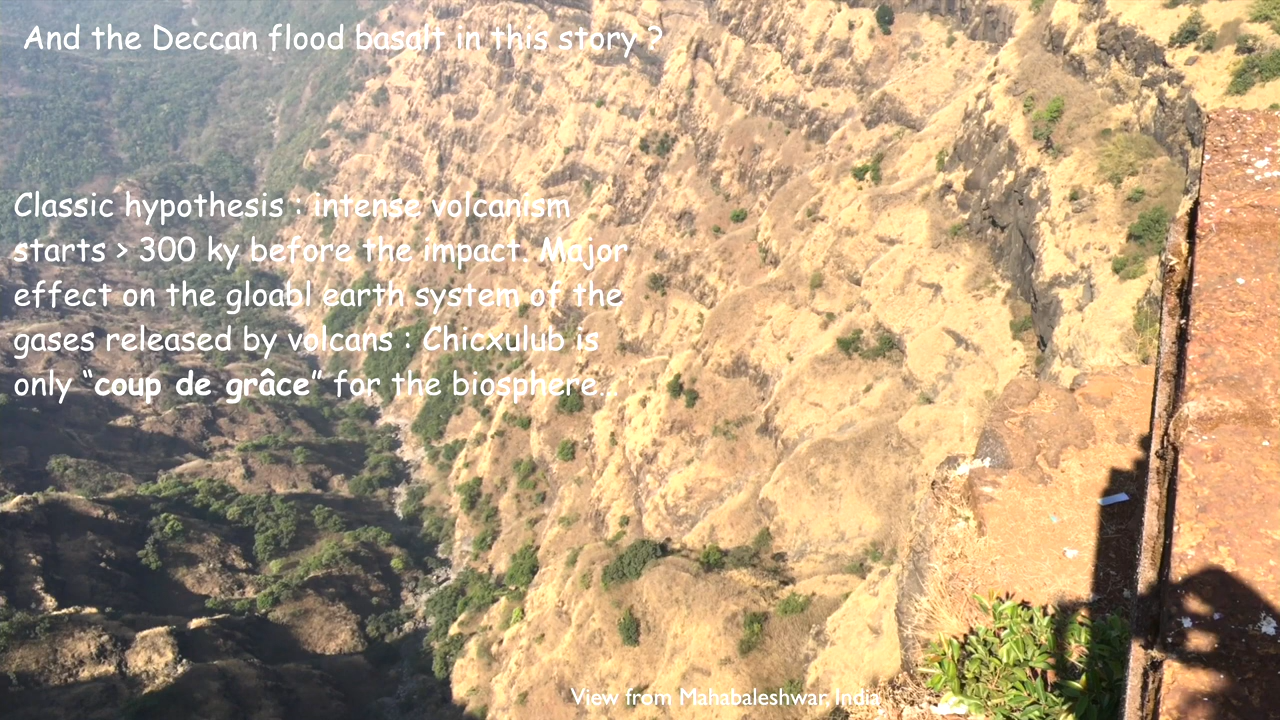 And the Deccan flood basalt in this story ?
Classic hypothesis : intense volcanism
starts > 300 ky before the impact. Major
effect on the gloabl earth system of the
gases released by volcans : Chicxulub is
only “coup de grâce” for the biosphere...
View from Mahabaleshwar, India